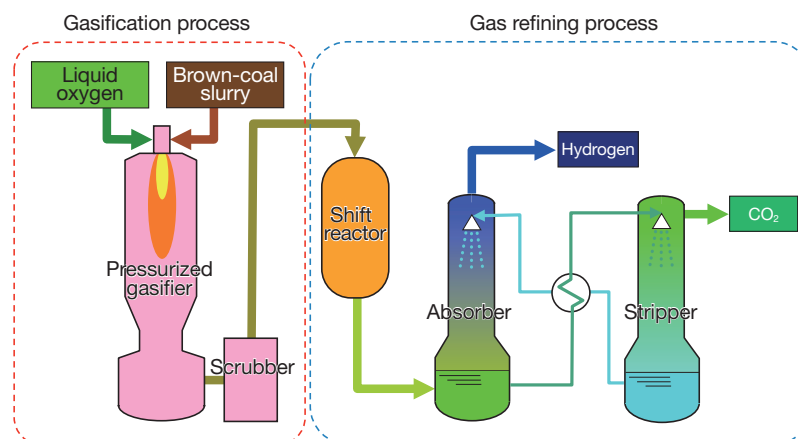 Gasification process
Gas refining process
Liquid
oxygen
Brown-coal
slurry
Hydrogen
CO₂
Shift
reactor
Pressurized
gasifier
Absorber
Stripper
Scrubber